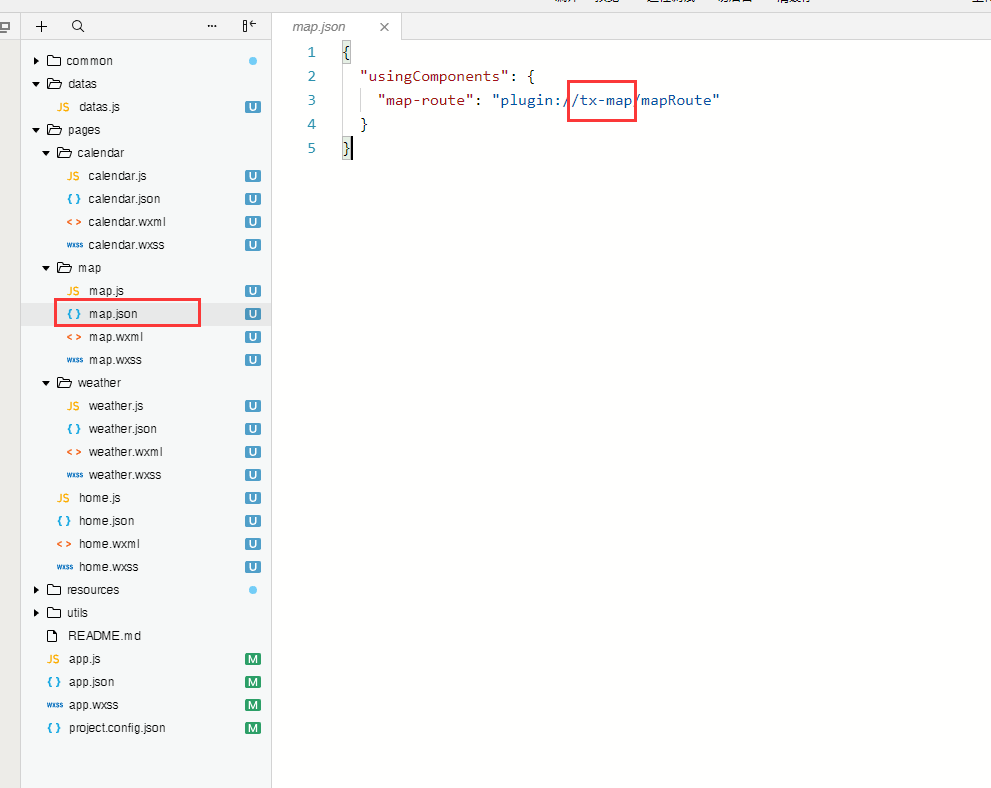 map.json
common
datas
JS datas.js U
pages
calendar
JS calendar.js U
{ } calendar.json U
< > calendar.wxml U
wxss calendar.wxss U
map
JS map.js U
{ } map.json U
< > map.wxml U
wxss map.wxss U
weather
JS weather.js U
{ } weather.json U
< > weather.wxml U
wxss weather.wxss U
JS home.js U
{ } home.json U
< > home.wxml U
wxss home.wxss U
resources
utils
README.md
JS app.js M
{ } app.json M
wxss app.wxss M
{ } project.config.json M
1 {
2 "usingComponents": {
3 "map-route": "plugin://tx-map/mapRoute"
4 }
5 }